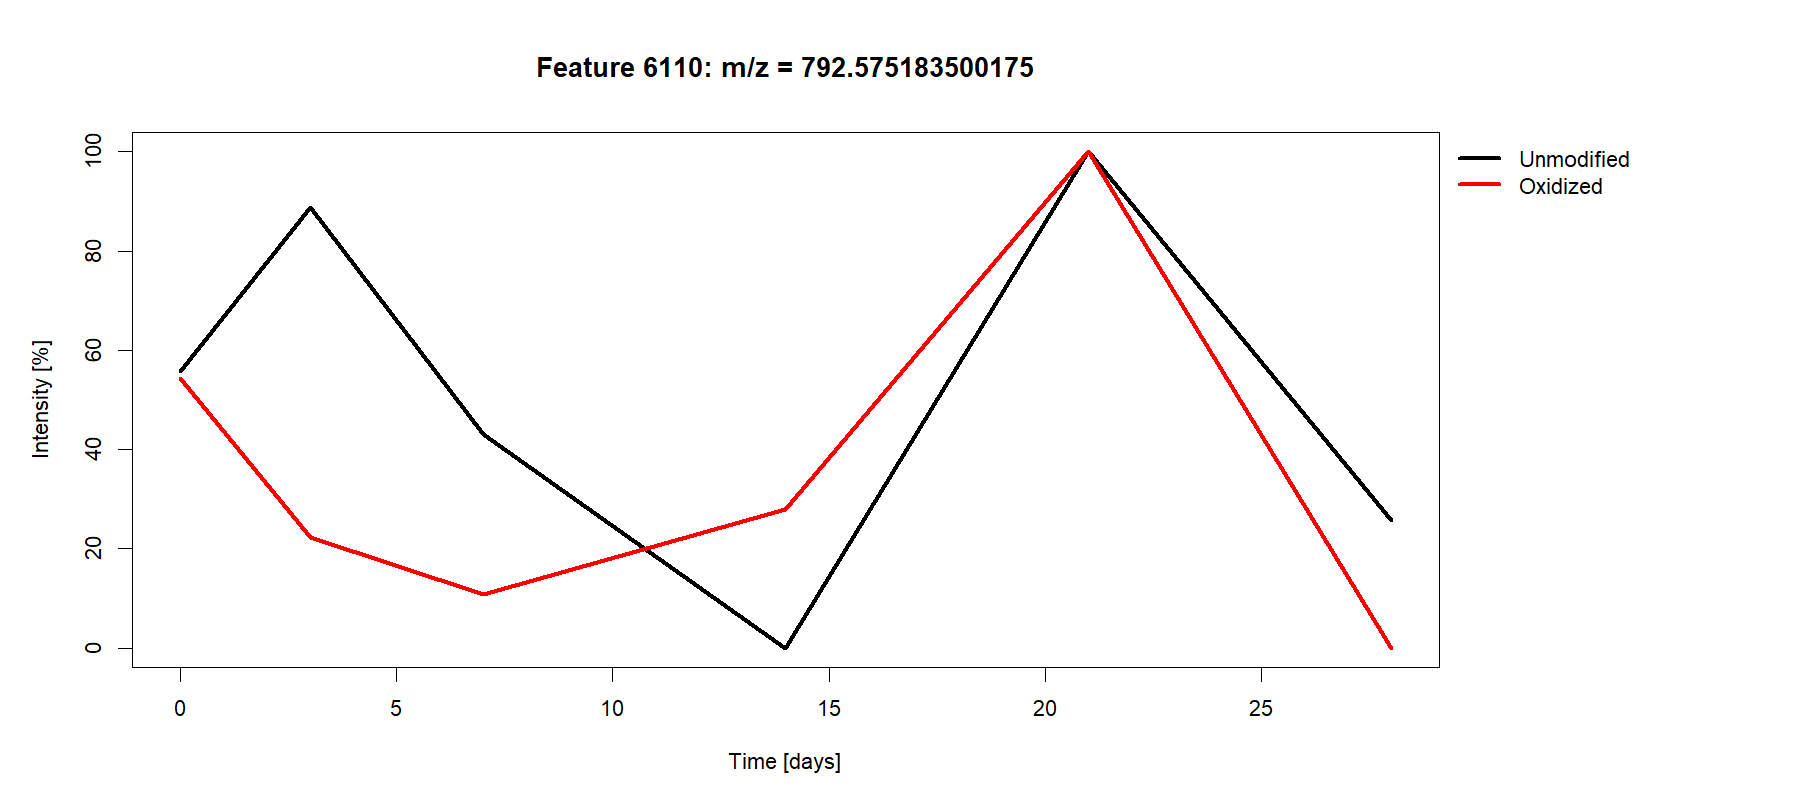 Feature 6110: m/z = 792.575183500175
Unmodified
Oxidized
Intensity [%]
100
80
60
40
20
0
0 5 10 15 20 25
Time [days]